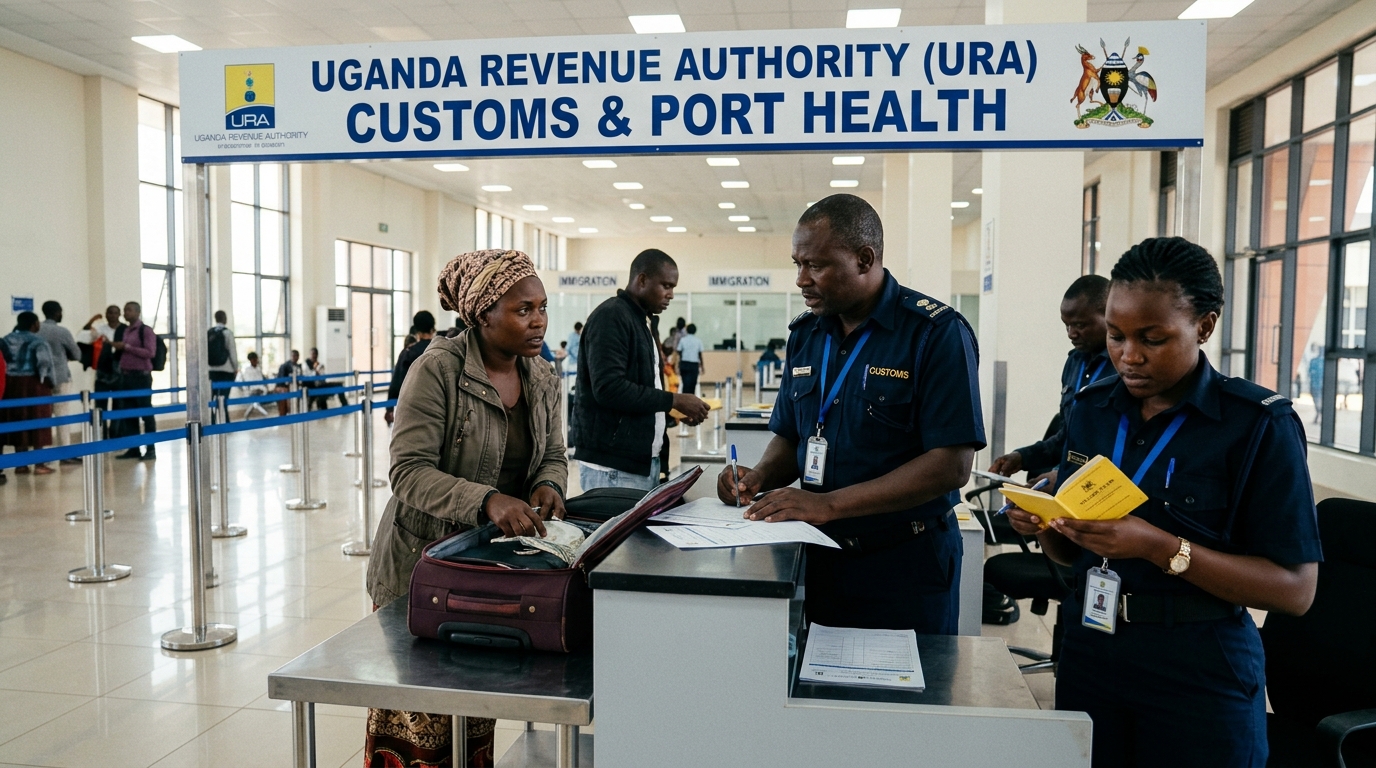 UGANDA REVENUE AUTHORITY (URA)
CUSTOMS & PORT HEALTH
URA
UGANDA REVENUE AUTHORITY
IMMIGRATION
IMMIGRATION
CUSTOMS